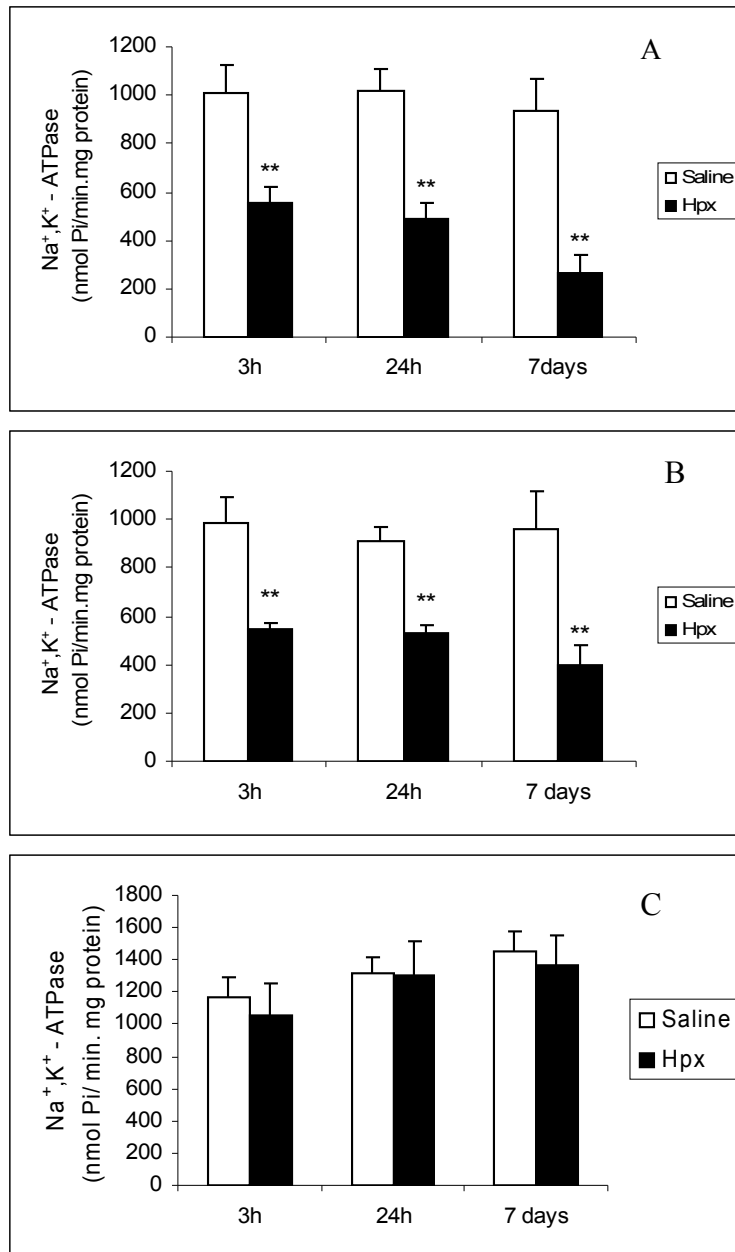 A
1200
1000
800
600
400
200
0
Na⁺,K⁺ - ATPase
(nmol Pi/min.mg protein)
**
**
**
3h
24h
7days
Saline
Hpx
B
1200
1000
800
600
400
200
0
Na⁺,K⁺ - ATPase
(nmol Pi/min.mg protein)
**
**
**
3h
24h
7 days
Saline
Hpx
C
1800
1600
1400
1200
1000
800
600
400
200
0
Na⁺,K⁺ - ATPase
(nmol Pi/ min. mg protein)
3h
24h
7 days
Saline
Hpx